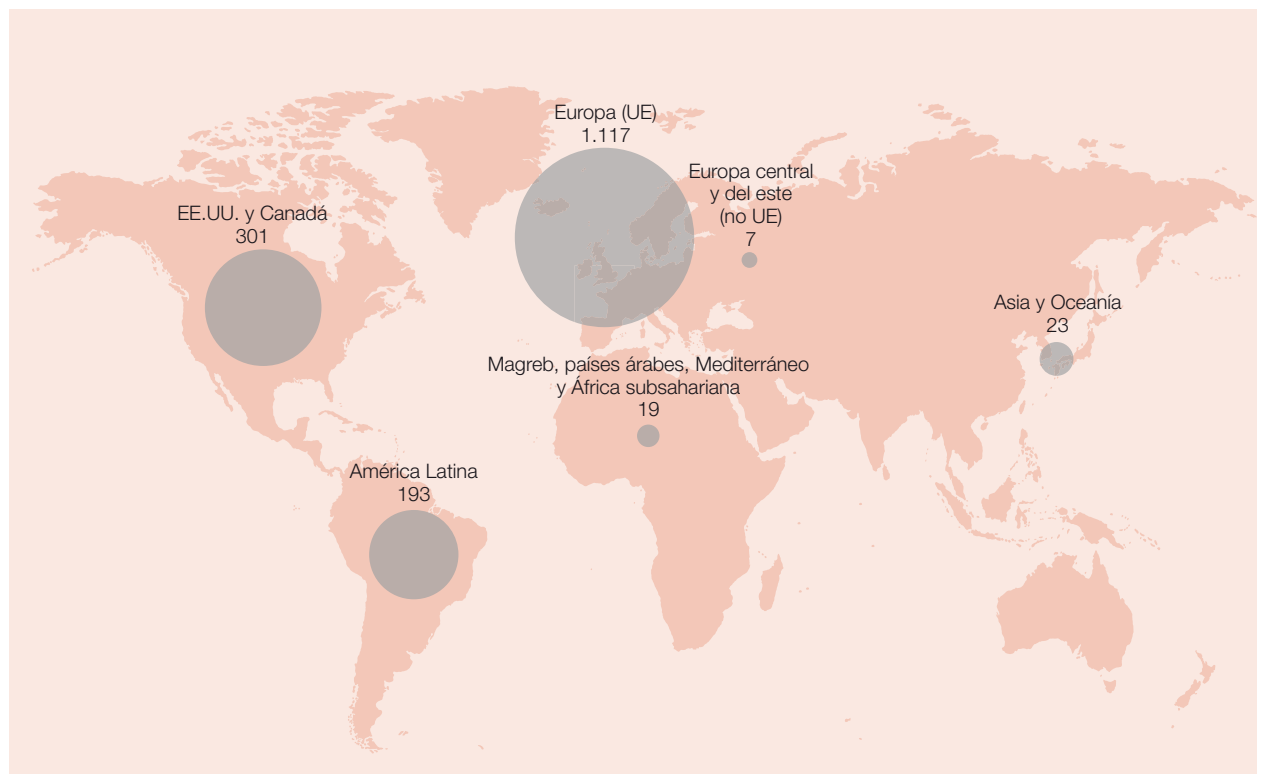 Europa (UE)
1.117
Europa central
y del este
(no UE)
7
EE.UU. y Canadá
301
Asia y Oceanía
23
Magreb, países árabes, Mediterráneo
y África subsahariana
19
América Latina
193